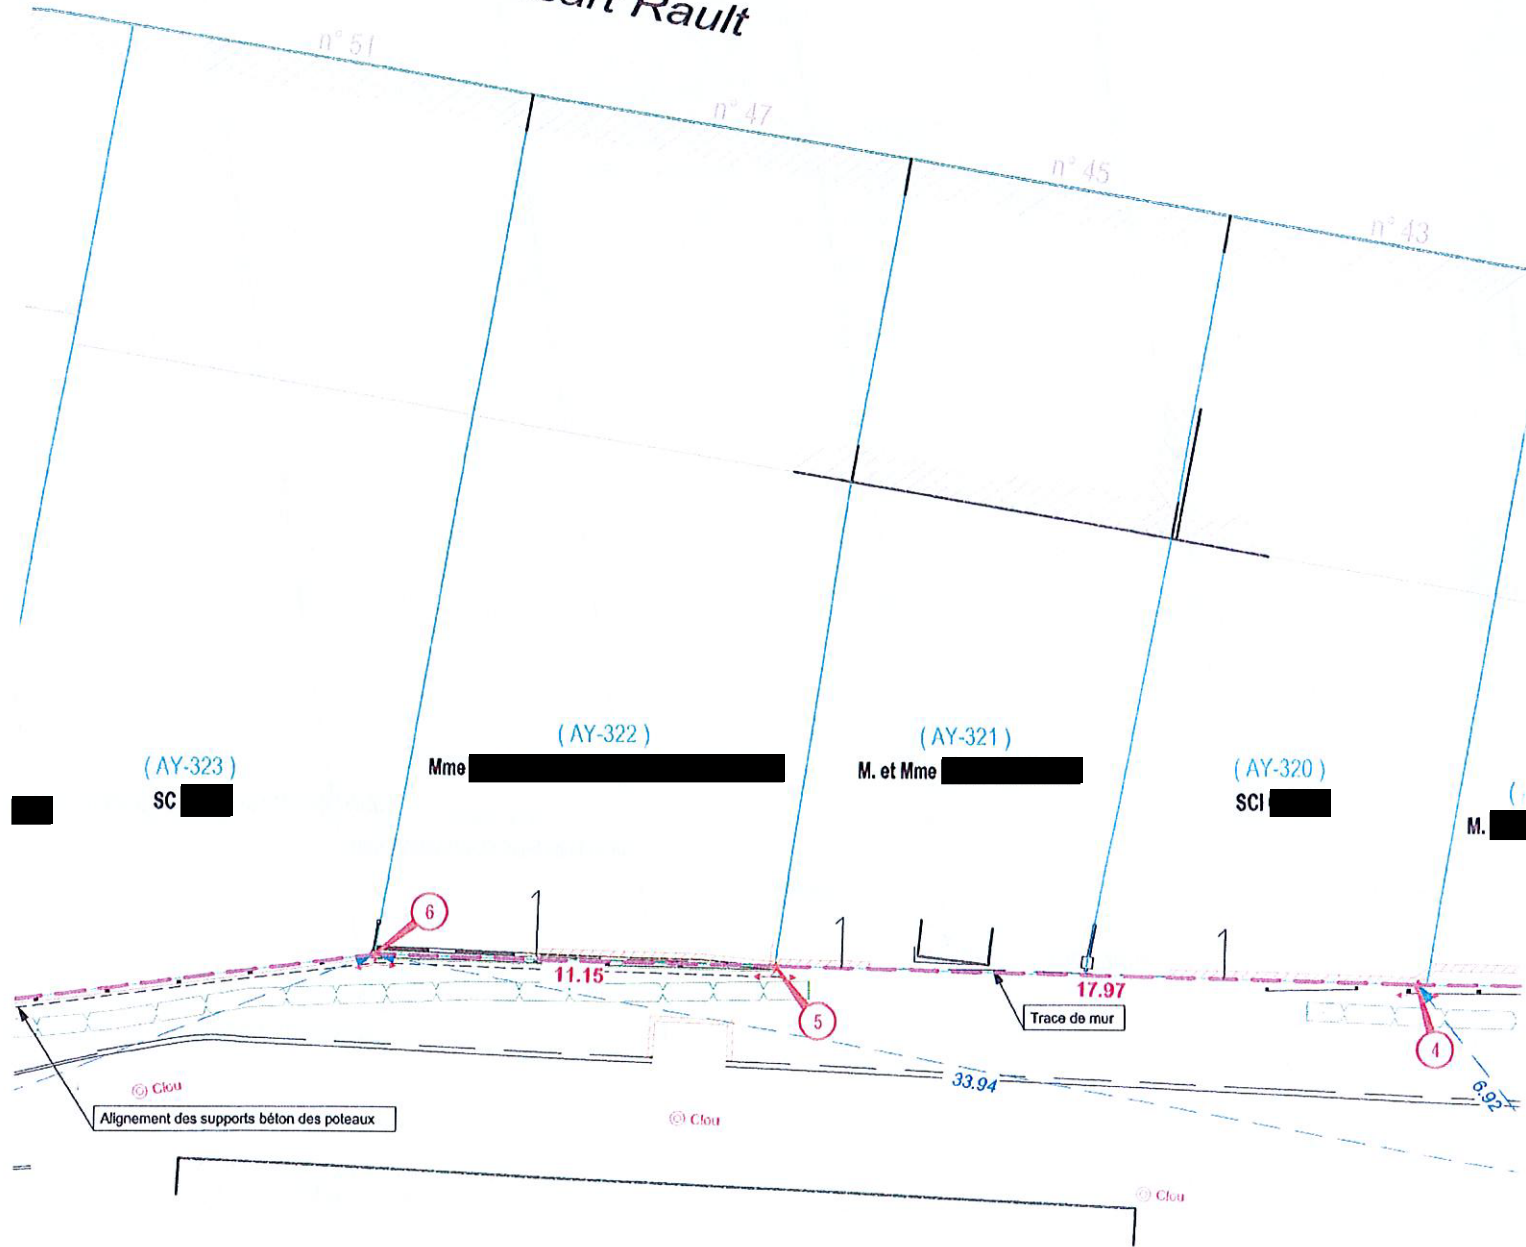 Rault
n° 51
n° 47
n° 45
n° 43
( AY-322 )
Mme
( AY-321 )
M. et Mme
( AY-323 )
SC
( AY-320 )
SCI
(
M.
6
11.15
5
17.97
Trace de mur
4
33.94
6.92
Clou
Alignement des supports béton des poteaux
Clou
Clou